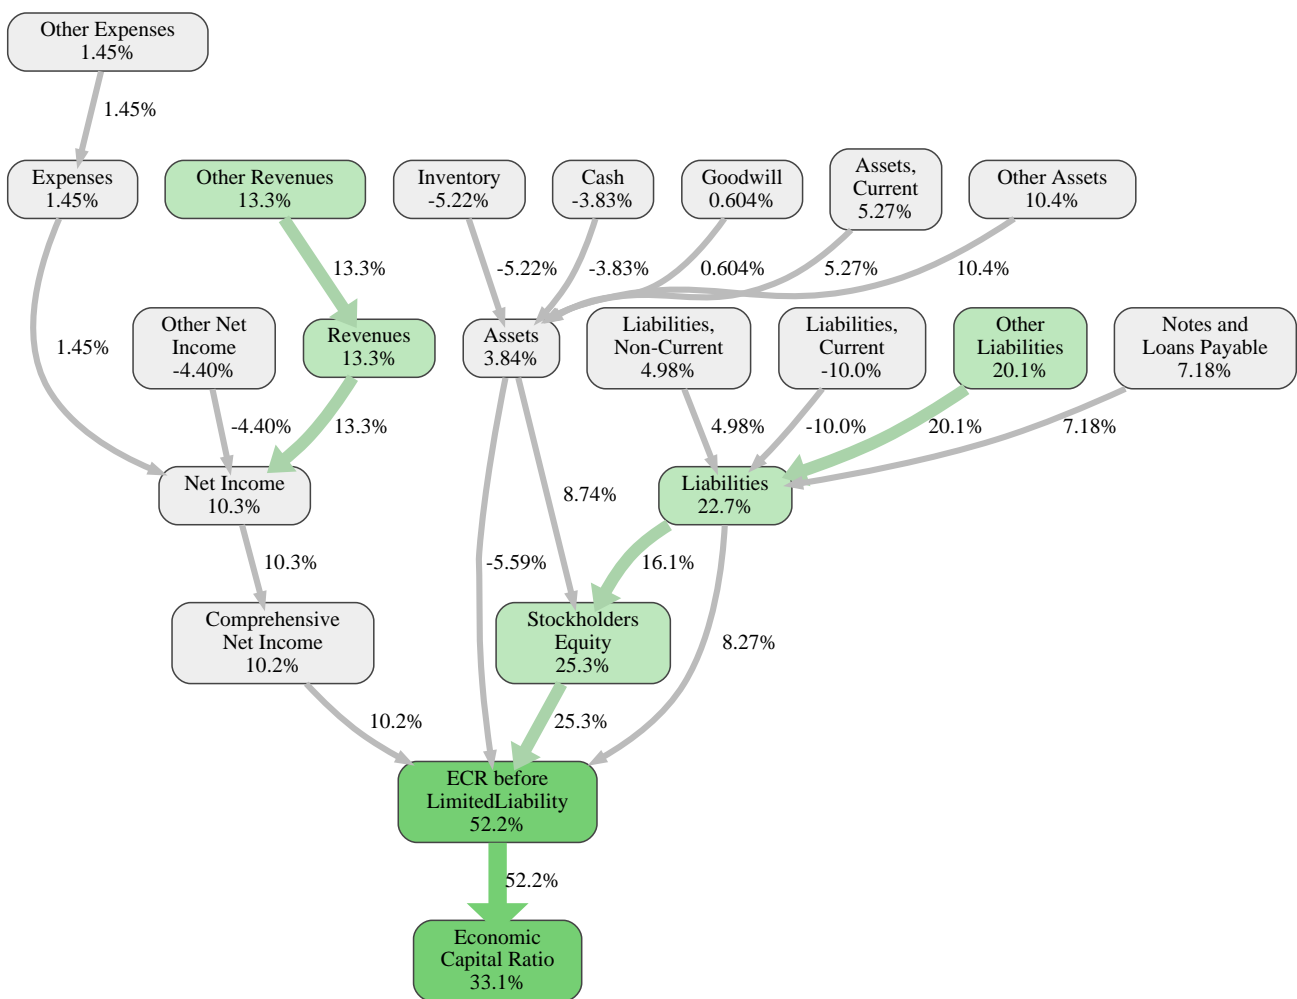 Other Expenses
1.45%
1.45%
Expenses
1.45%
Other Revenues
13.3%
Inventory
-5.22%
Cash
-3.83%
Goodwill
0.604%
Assets,
Current
5.27%
Other Assets
10.4%
13.3%
-5.22%
-3.83%
0.604%
5.27%
10.4%
1.45%
Other Net
Income
-4.40%
Revenues
13.3%
Assets
3.84%
Liabilities,
Non-Current
4.98%
Liabilities,
Current
-10.0%
Other
Liabilities
20.1%
Notes and
Loans Payable
7.18%
-4.40%
13.3%
4.98%
-10.0%
20.1%
7.18%
Net Income
10.3%
8.74%
Liabilities
22.7%
10.3%
-5.59%
16.1%
Comprehensive
Net Income
10.2%
Stockholders
Equity
25.3%
8.27%
10.2%
25.3%
ECR before
LimitedLiability
52.2%
52.2%
Economic
Capital Ratio
33.1%